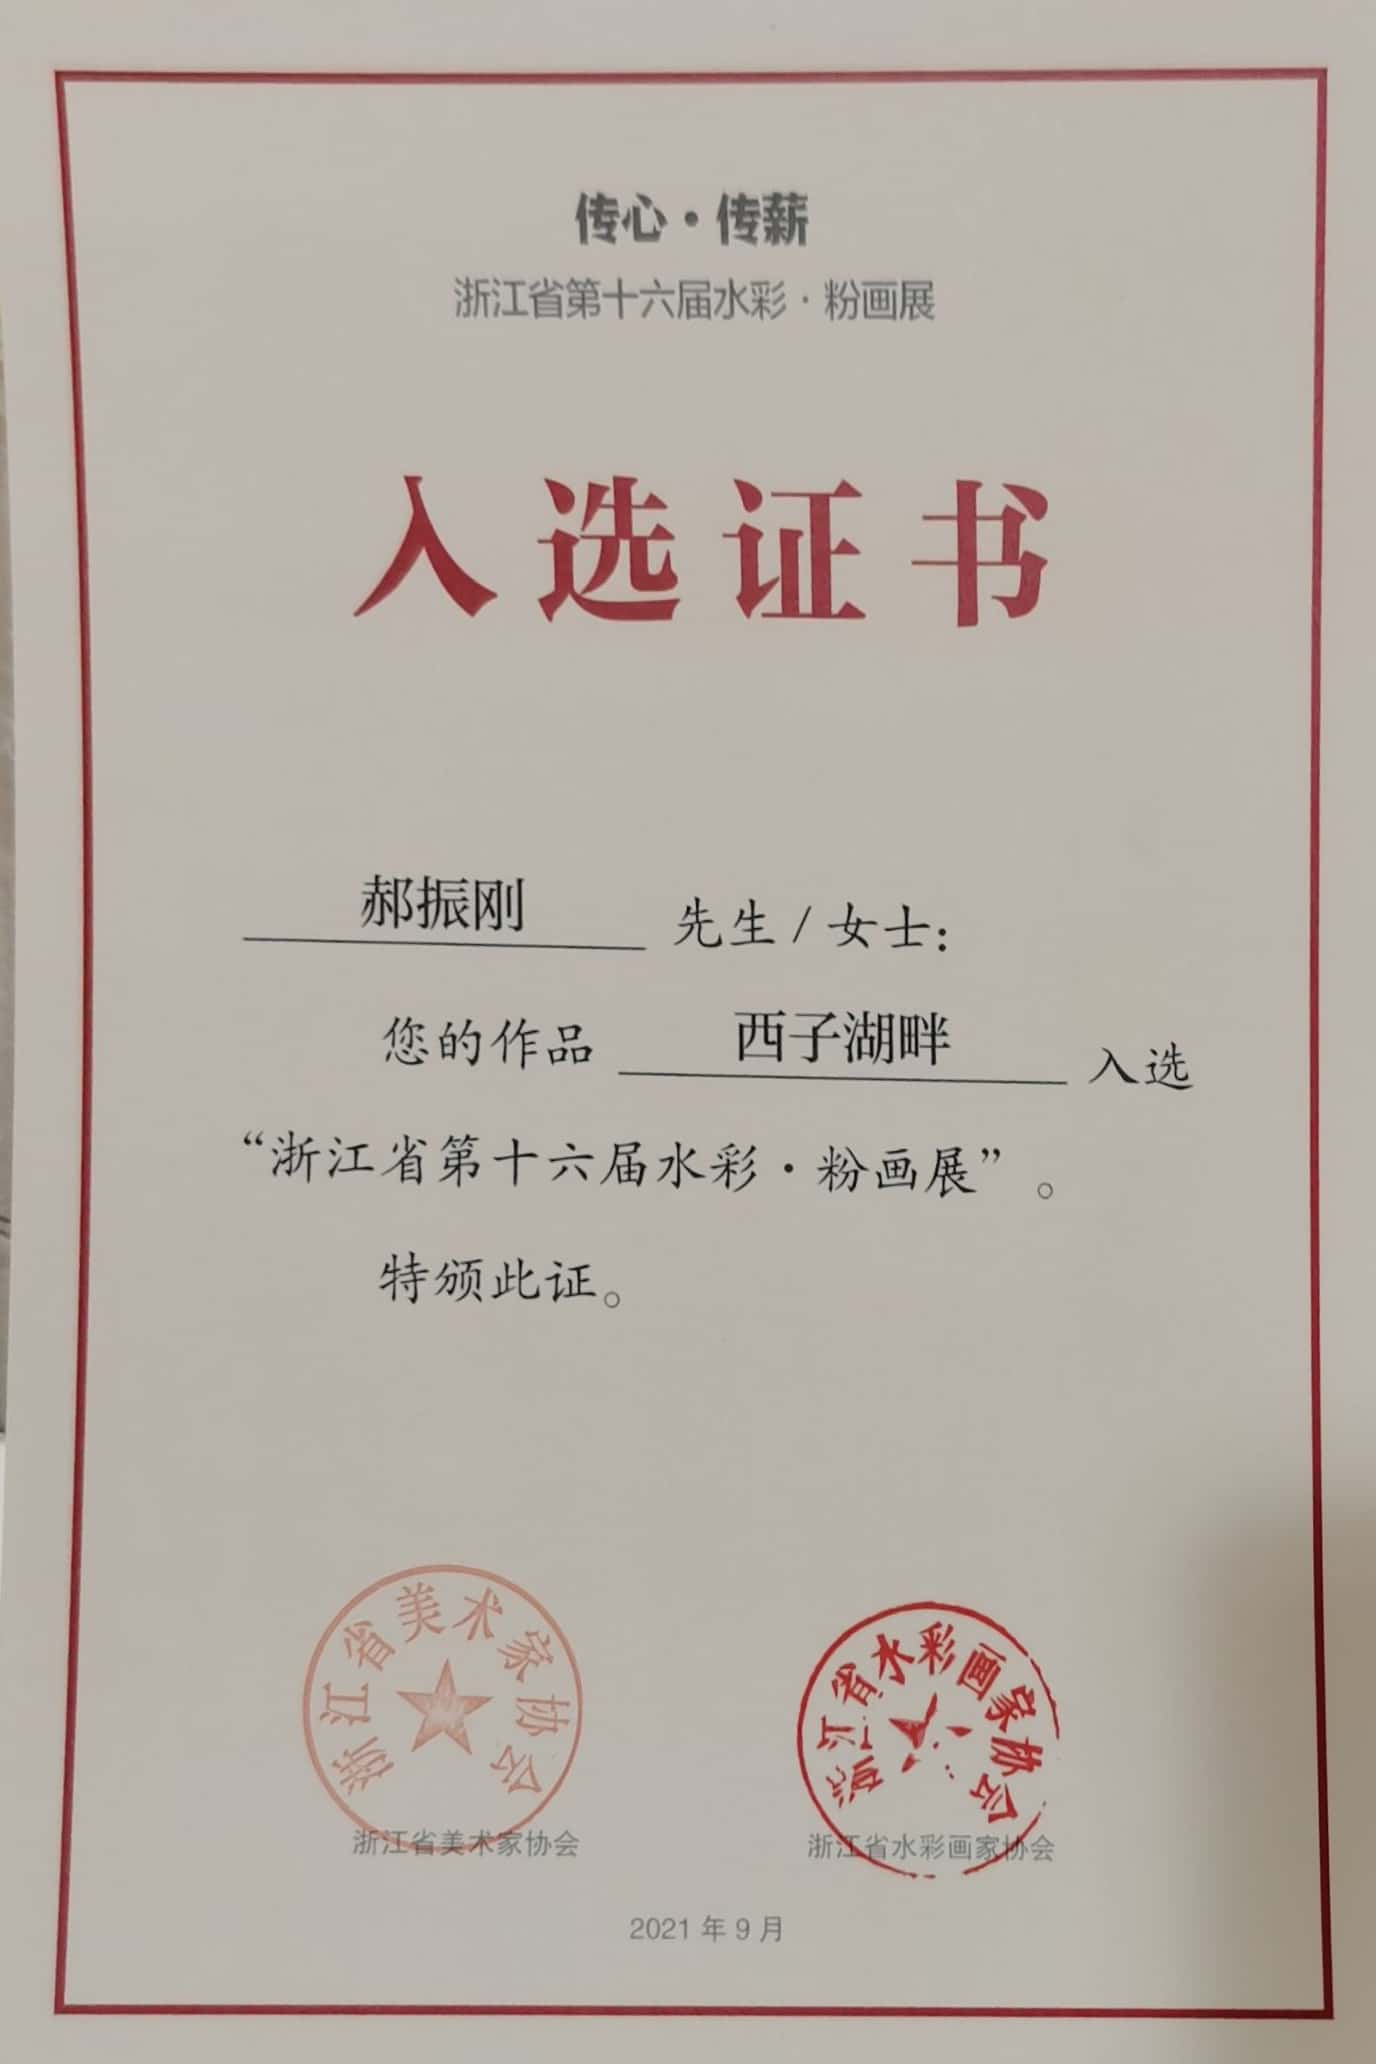 传心·传薪
浙江省第十六届水彩·粉画展
入选证书
郝振刚 先生/女士：
您的作品 西子湖畔 入选
“浙江省第十六届水彩·粉画展”。
特颁此证。
浙江省美术家协会
浙江省水彩画家协会
浙江省美术家协会
浙江省水彩画家协会
2021 年 9 月